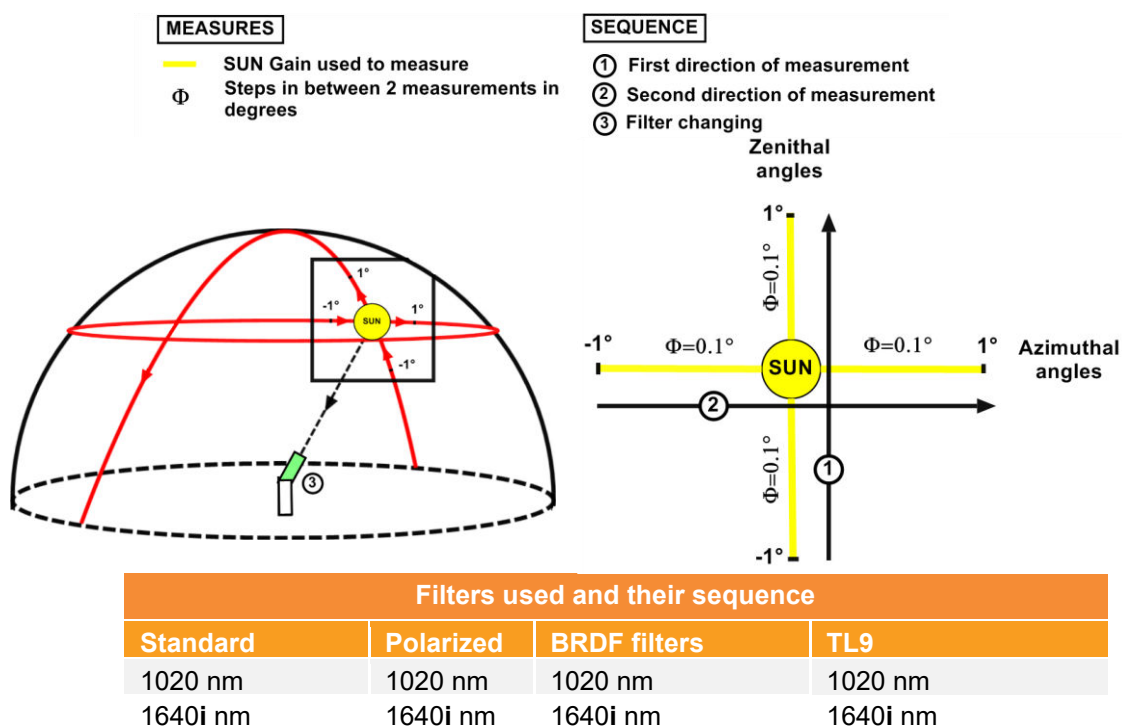 MEASURES
SUN Gain used to measure
Φ Steps in between 2 measurements in
degrees
SEQUENCE
1 First direction of measurement
2 Second direction of measurement
3 Filter changing
1°
-1°
SUN
1°
-1°
3
Zenithal
angles
1°
Φ=0.1°
-1°
Φ=0.1°
SUN
Φ=0.1°
1°
Azimuthal
angles
2
Φ=0.1°
1
-1°
Filters used and their sequence
Standard Polarized BRDF filters TL9
1020 nm 1020 nm 1020 nm 1020 nm
1640i nm 1640i nm 1640i nm 1640i nm